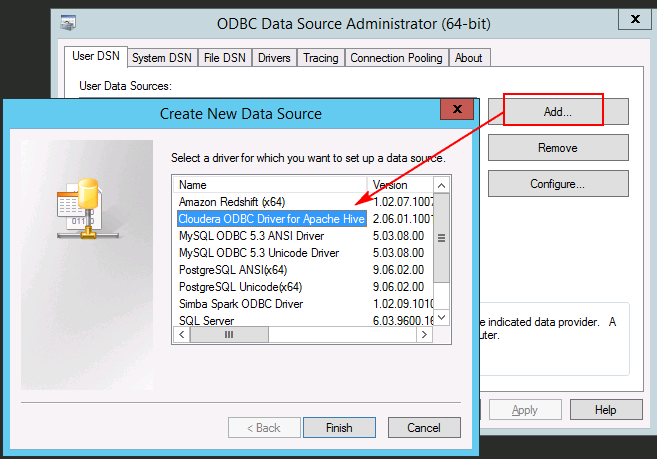 ODBC Data Source Administrator (64-bit)
x
User DSN System DSN File DSN Drivers Tracing Connection Pooling About
User Data Sources:
Add...
Remove
Configure...
Create New Data Source
x
Select a driver for which you want to set up a data source.
Name Version
Amazon Redshift (x64) 1.02.07.1007
Cloudera ODBC Driver for Apache Hive 2.06.01.1001
MySQL ODBC 5.3 ANSI Driver 5.03.08.00
MySQL ODBC 5.3 Unicode Driver 5.03.08.00
PostgreSQL ANSI(x64) 9.06.02.00
PostgreSQL Unicode(x64) 9.06.02.00
Simba Spark ODBC Driver 1.02.09.1010
SQL Server 6.03.9600.16
e indicated data provider. A
uter.
< Back Finish Cancel
Apply Help